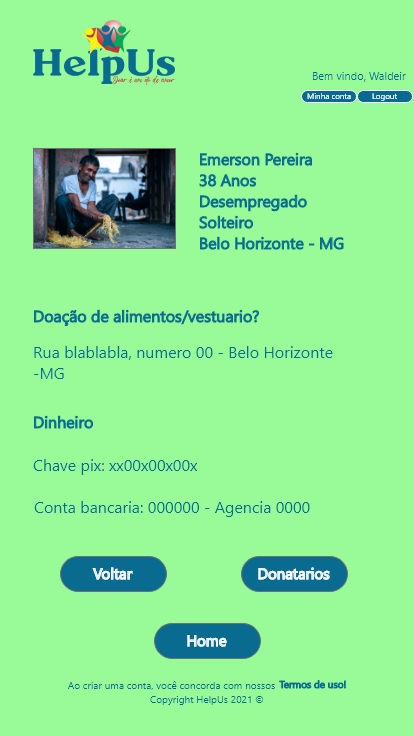 HelpUs
Doar é um ato de amor
Bem vindo, Waldeir
Minha conta
Logout
Emerson Pereira
38 Anos
Desempregado
Solteiro
Belo Horizonte - MG
Doação de alimentos/vestuario?
Rua blablabla, numero 00 - Belo Horizonte
-MG
Dinheiro
Chave pix: xx00x00x00x
Conta bancaria: 000000 - Agencia 0000
Voltar
Donatarios
Home
Ao criar uma conta, você concorda com nossos Termos de uso!
Copyright HelpUs 2021 ©